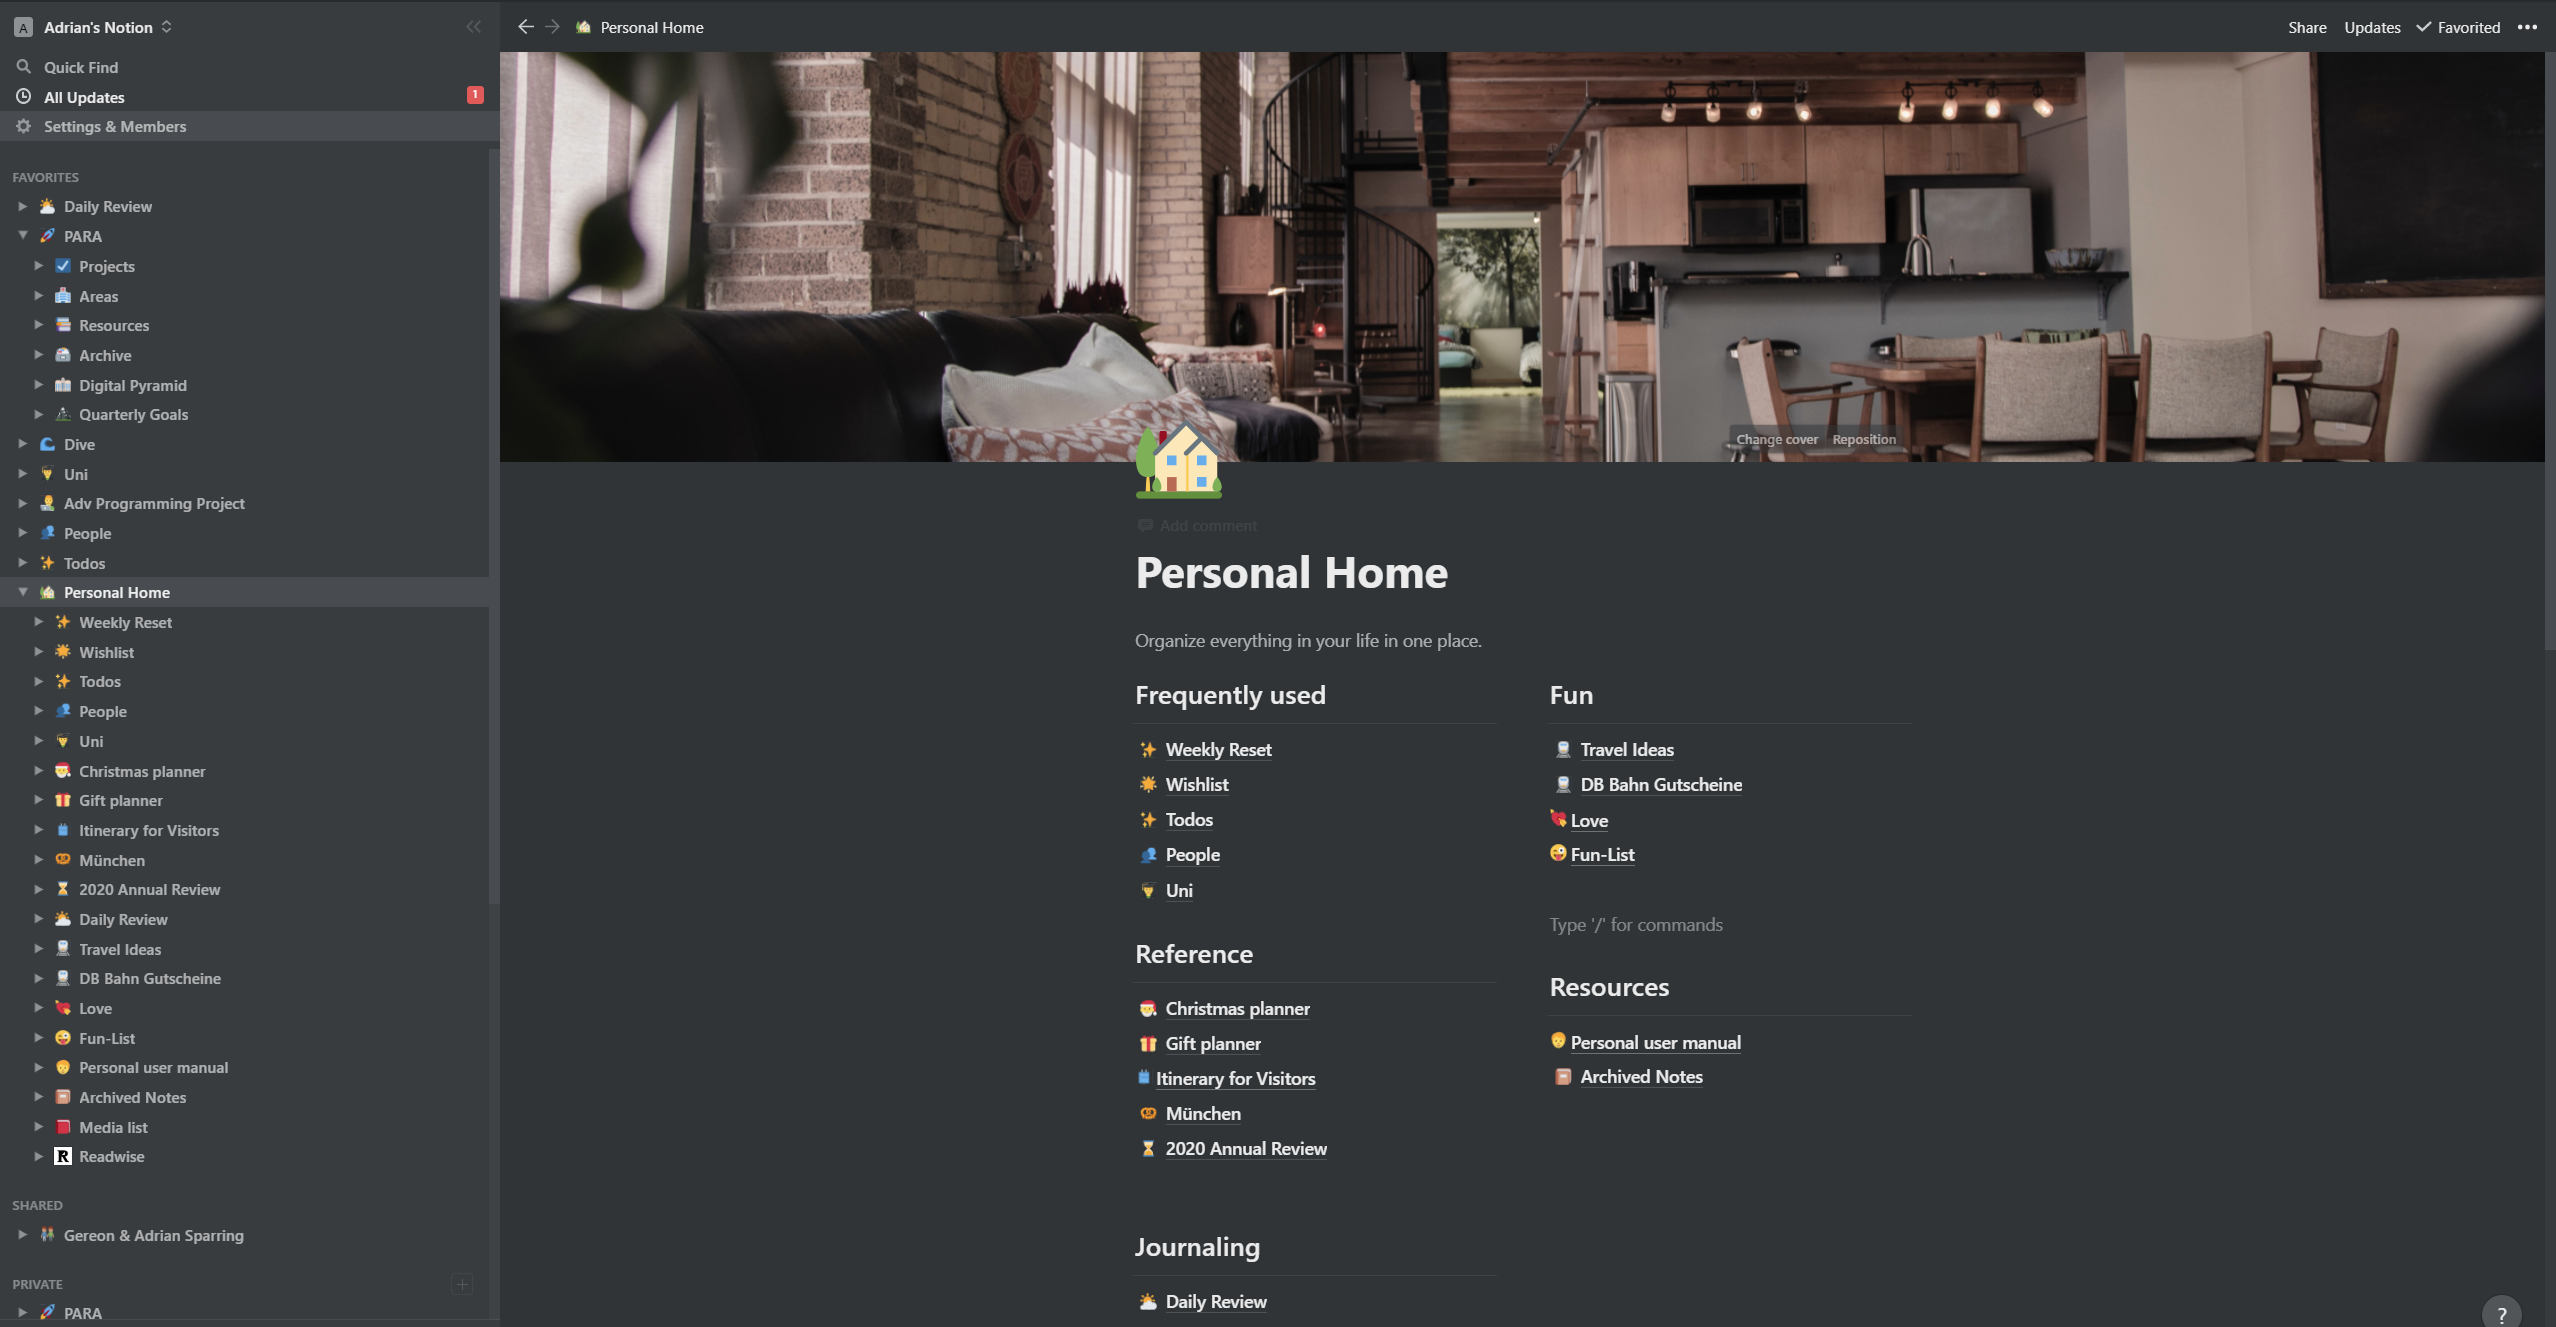 A Adrian's Notion
Quick Find
All Updates 1
Settings & Members
FAVORITES
Daily Review
PARA
Projects
Areas
Resources
Archive
Digital Pyramid
Quarterly Goals
Dive
Uni
Adv Programming Project
People
Todos
Personal Home
Weekly Reset
Wishlist
Todos
People
Uni
Christmas planner
Gift planner
Itinerary for Visitors
München
2020 Annual Review
Daily Review
Travel Ideas
DB Bahn Gutscheine
Love
Fun-List
Personal user manual
Archived Notes
Media list
R Readwise
SHARED
Gereon & Adrian Sparring
PRIVATE
PARA
Personal Home
Share Updates Favorited
Change cover Reposition
Add comment
Personal Home
Organize everything in your life in one place.
Frequently used
Weekly Reset
Wishlist
Todos
People
Uni
Reference
Christmas planner
Gift planner
Itinerary for Visitors
München
2020 Annual Review
Journaling
Daily Review
Fun
Travel Ideas
DB Bahn Gutscheine
Love
Fun-List
Type '/' for commands
Resources
Personal user manual
Archived Notes
?